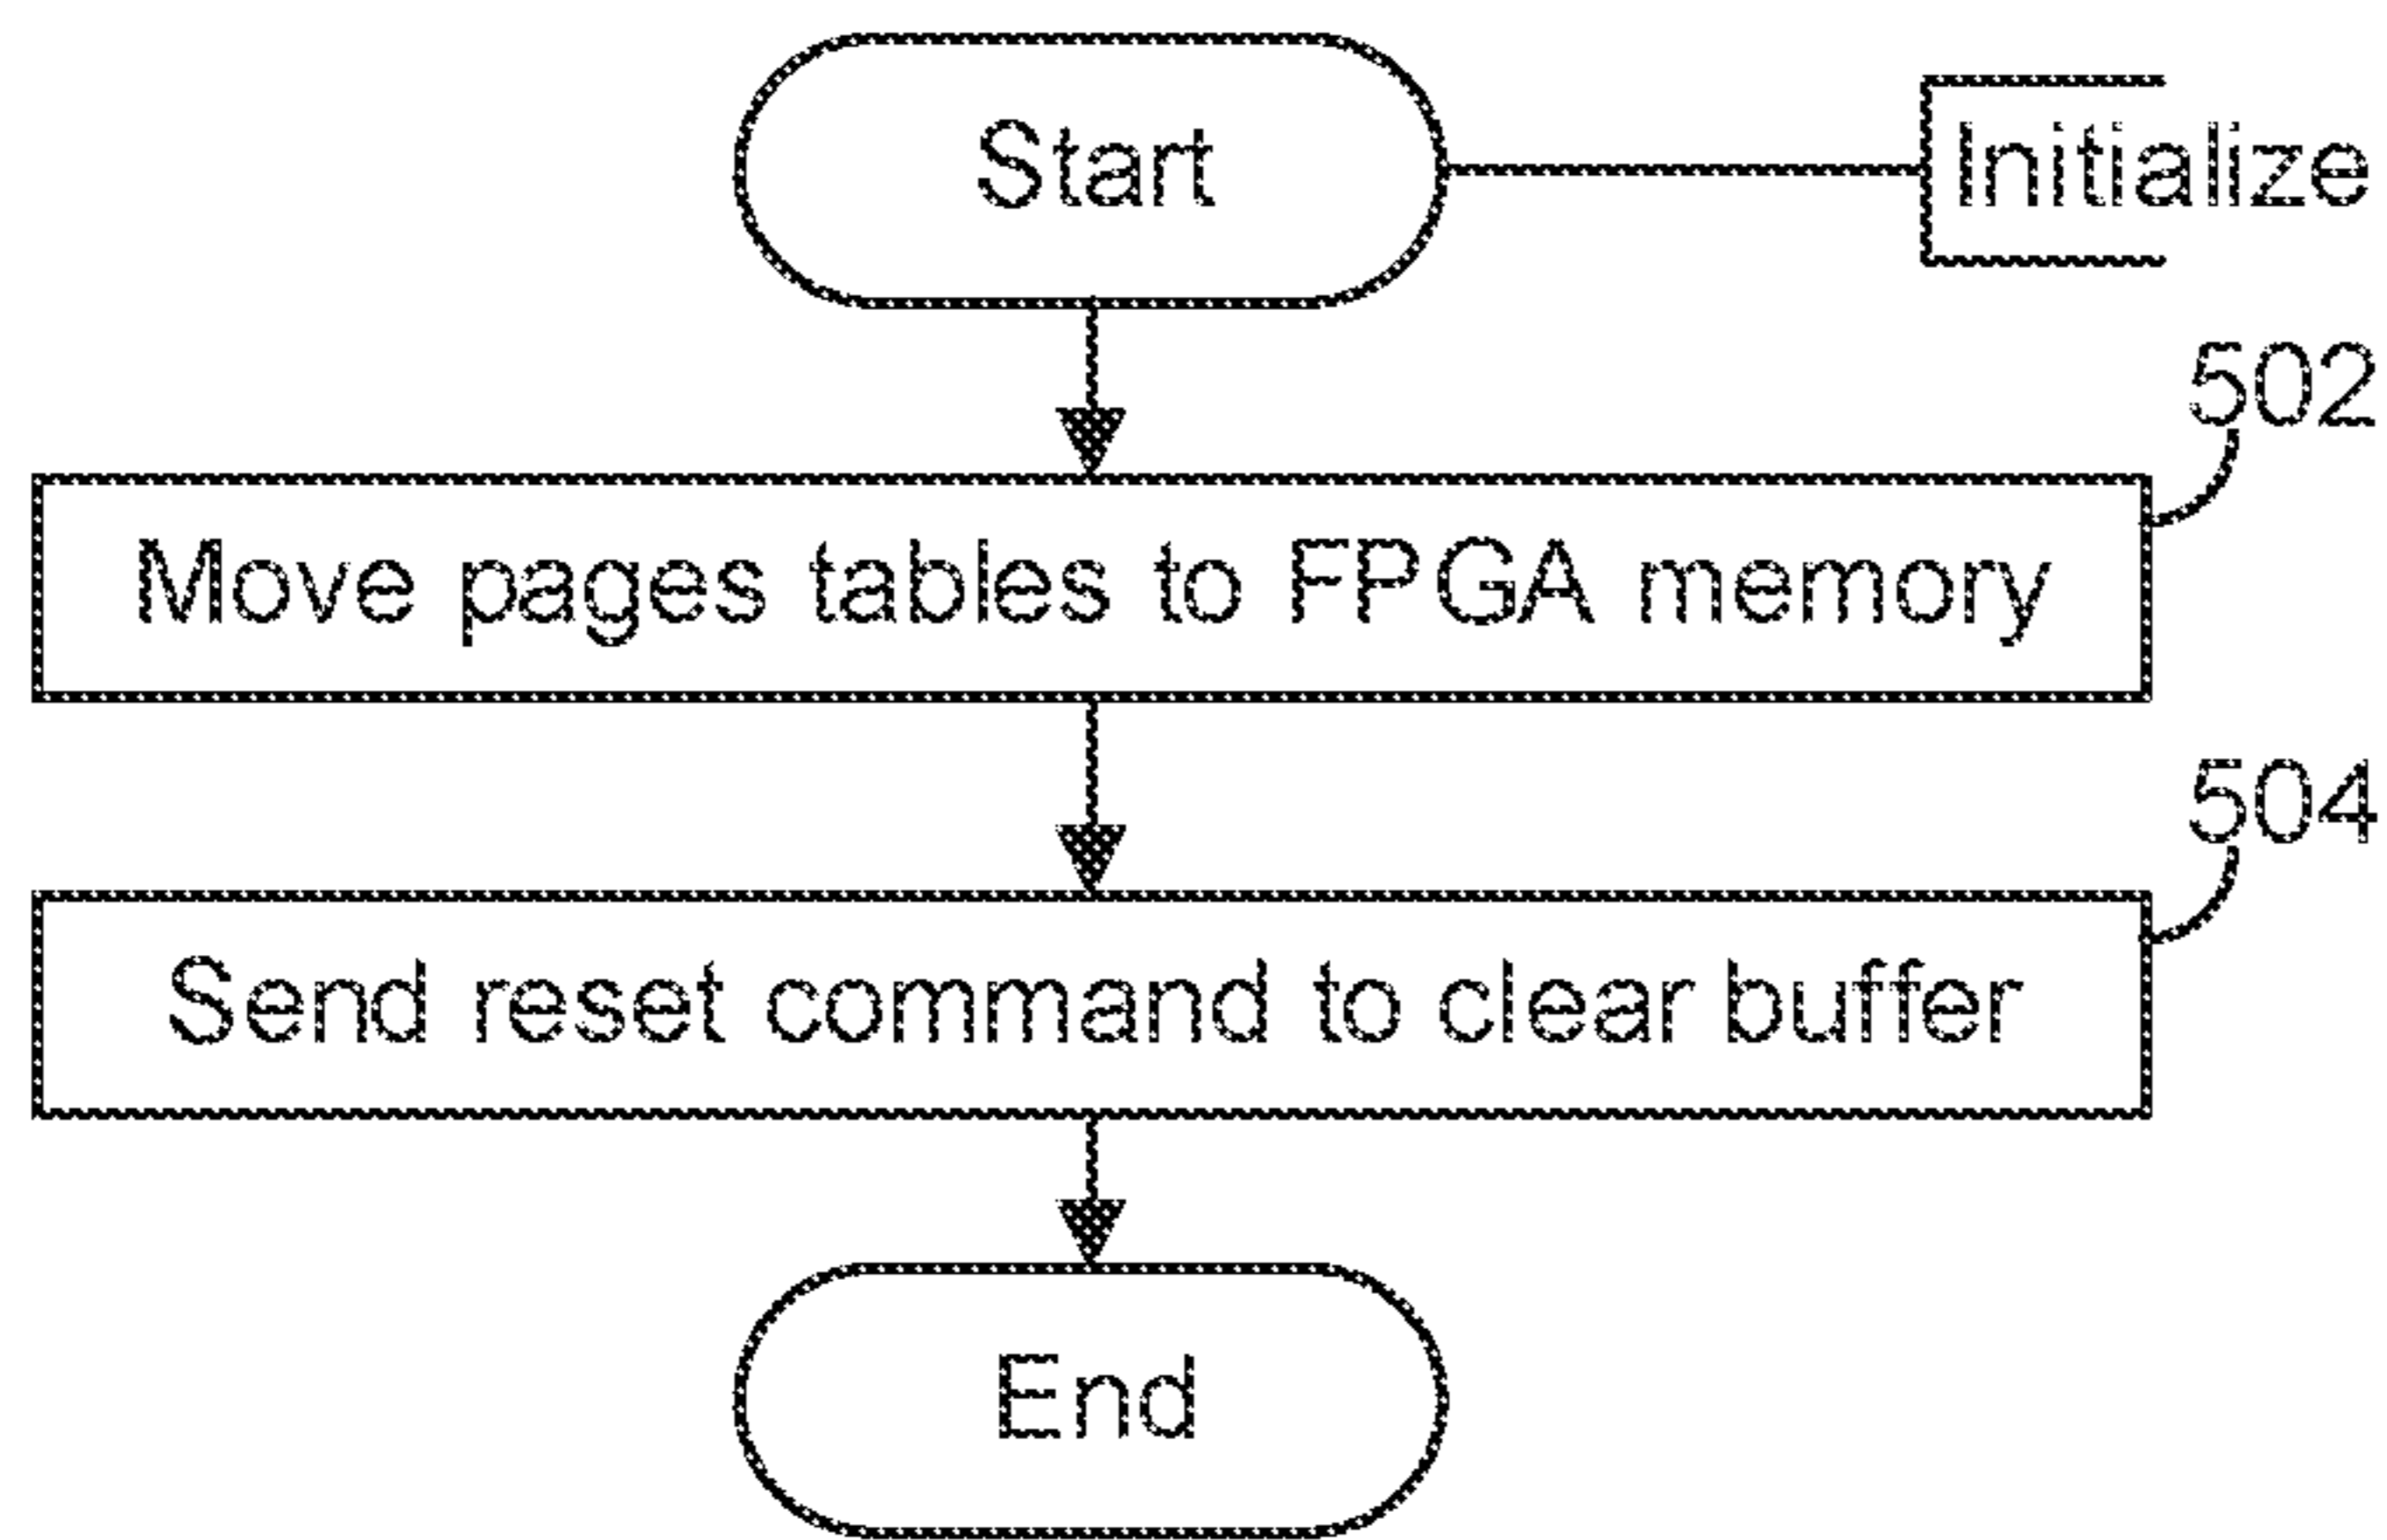 Start
Initialize
502
Move pages tables to FPGA memory
504
Send reset command to clear buffer
End